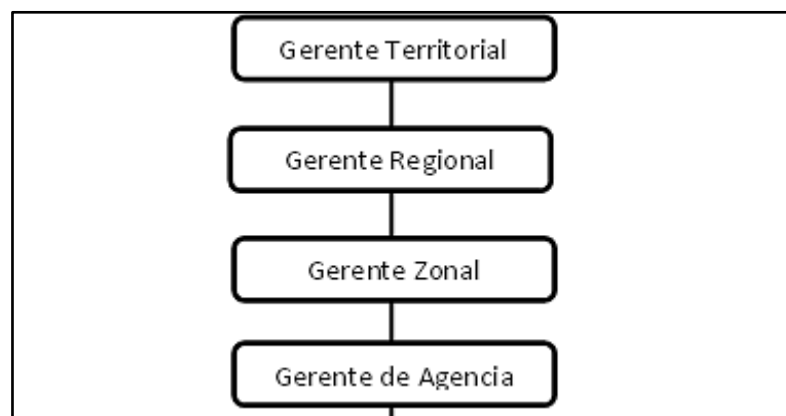 Gerente Territorial
Gerente Regional
Gerente Zonal
Gerente de Agencia